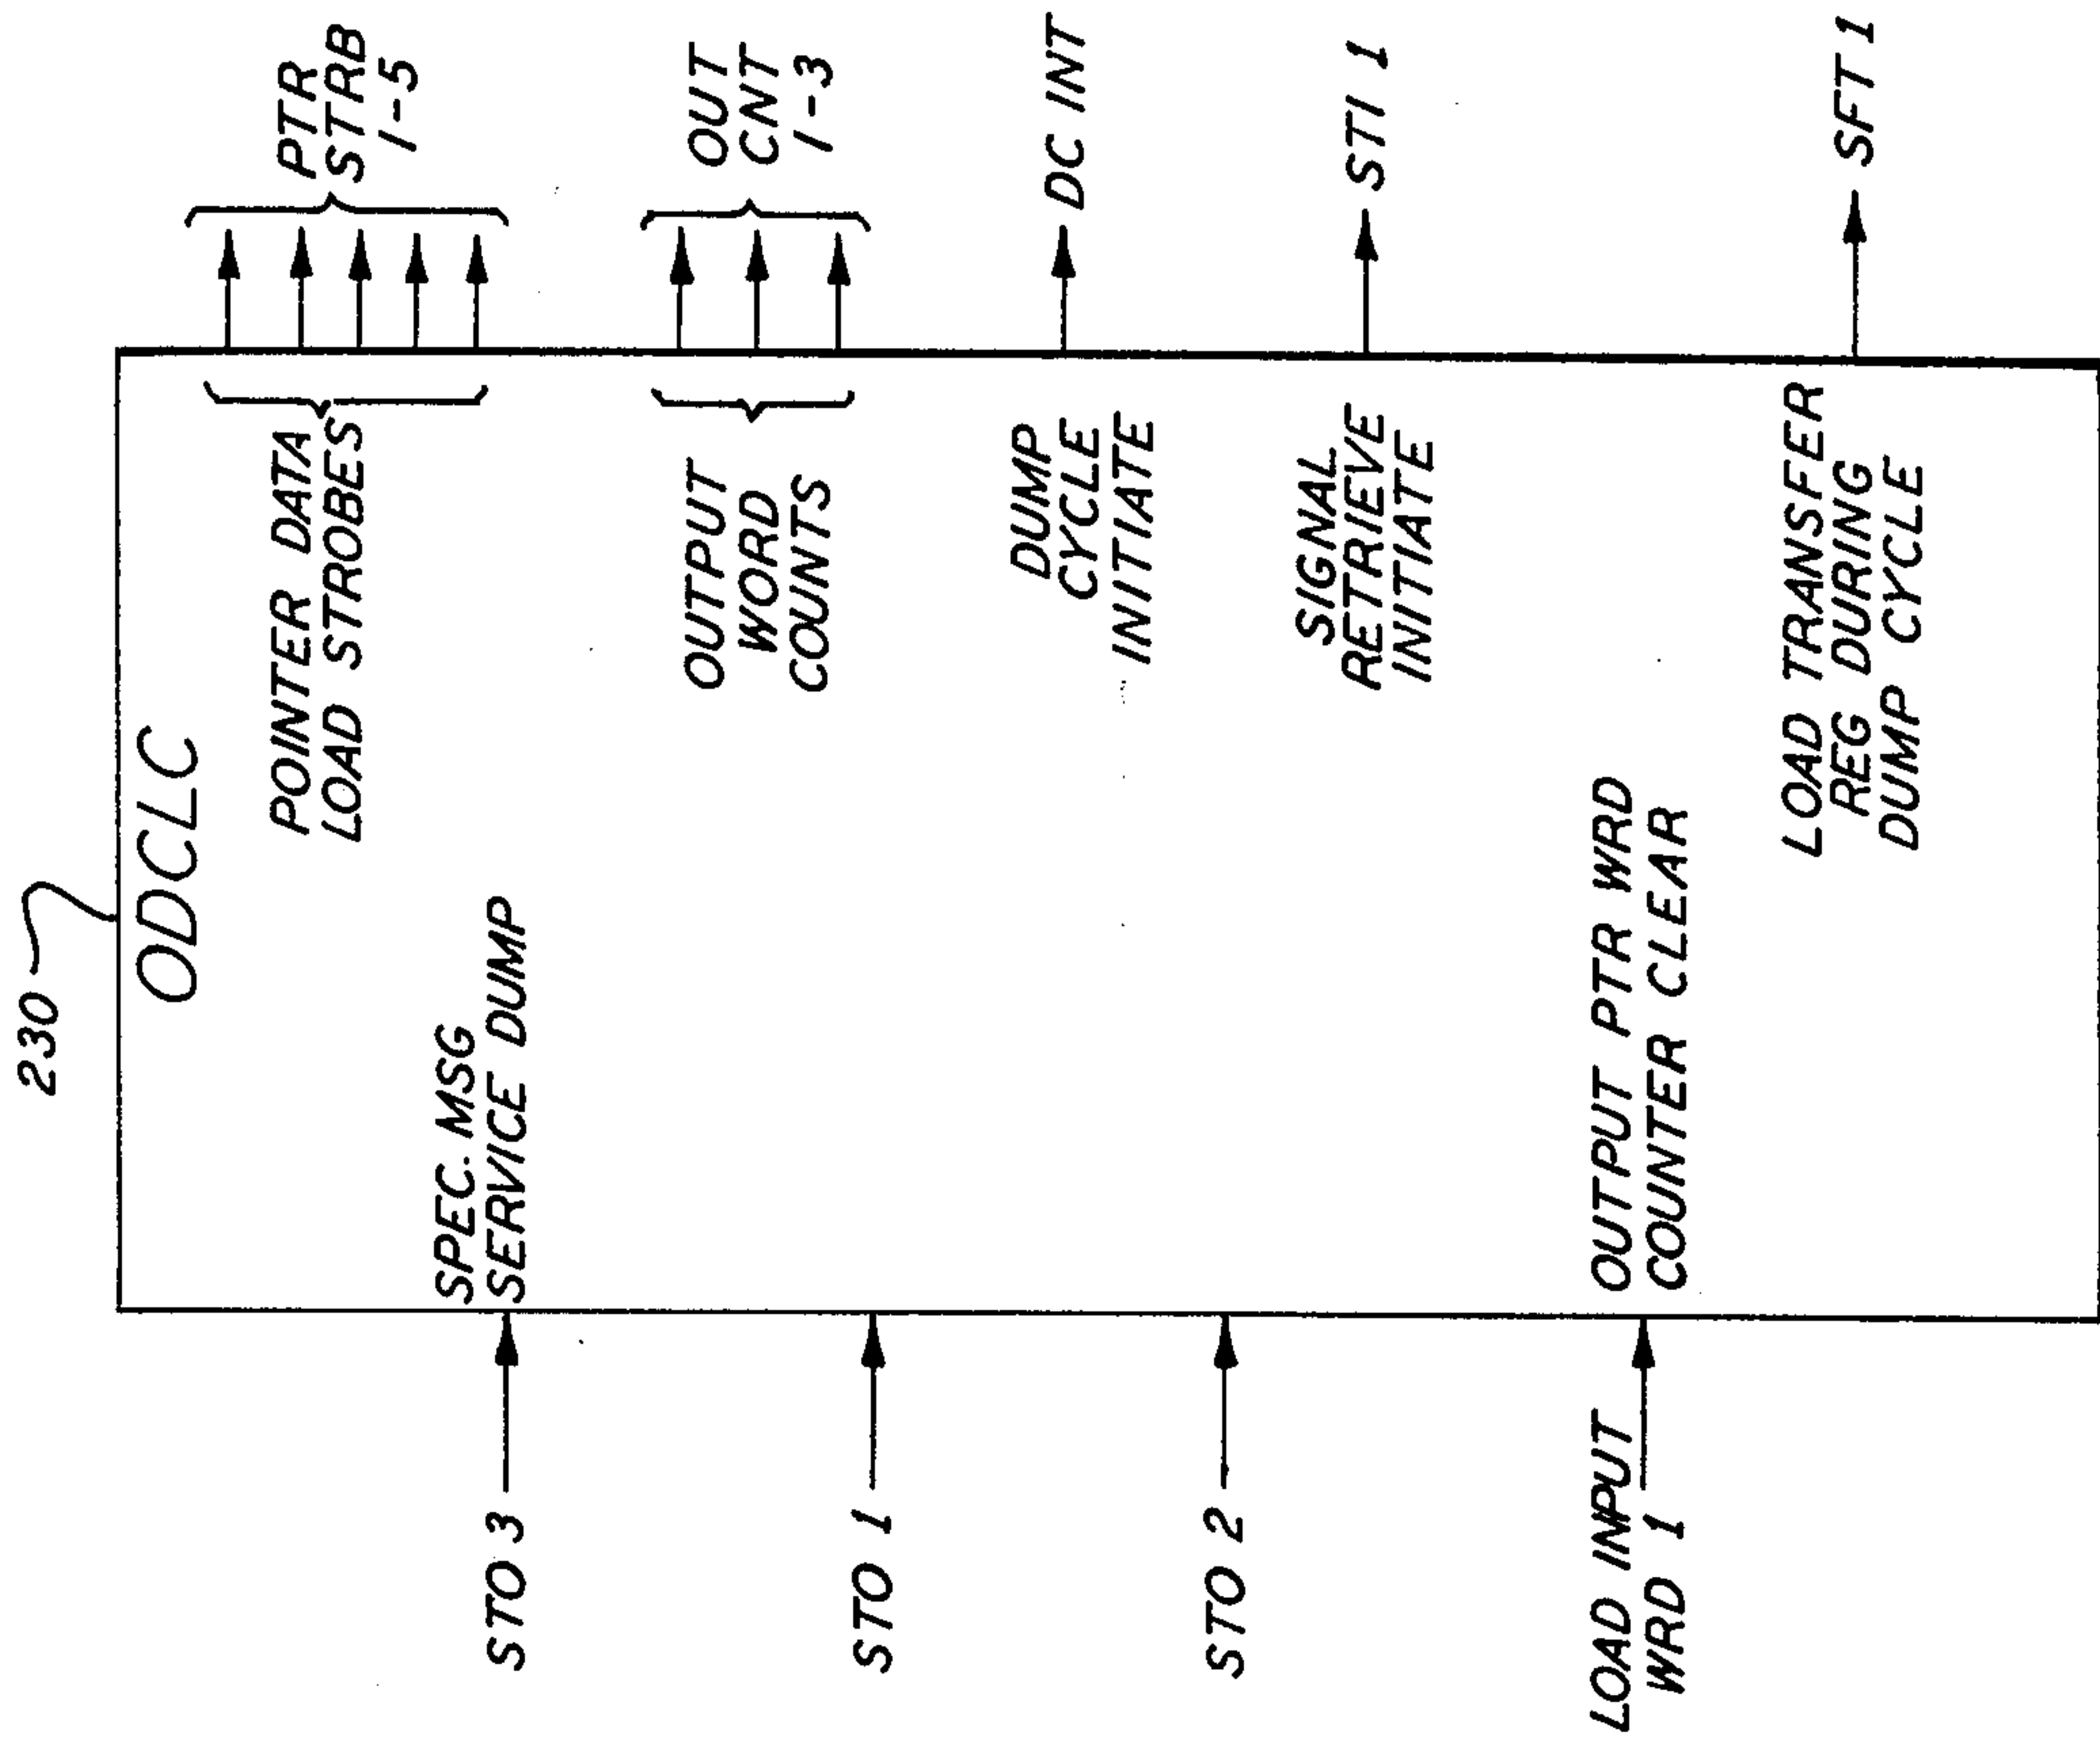 230
ODCLC
STO 3
SPEC. MSG
SERVICE DUMP
STO 1
STO 2
LOAD INPUT
WRD 1
OUTPUT PTR WRD
COUNTER CLEAR
POINTER DATA
LOAD STROBES
PTR
STRB
1-5
OUTPUT
WORD
COUNTS
OUT
CNT
1-3
DUMP
CYCLE
INITIATE
DC INT
SIGNAL
RETRIEVE
INITIATE
STI 1
LOAD TRANSFER
REG DURING
DUMP CYCLE
SFT 1